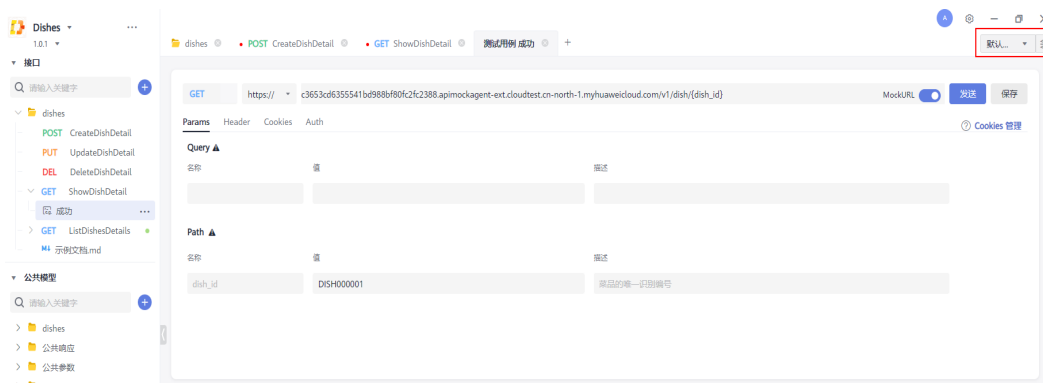 Dishes
1.0.1
A
dishes
POST CreateDishDetail
GET ShowDishDetail
测试用例 成功
默认...
接口
请输入关键字
dishes
POST CreateDishDetail
PUT UpdateDishDetail
DEL DeleteDishDetail
GET ShowDishDetail
成功
GET ListDishesDetails
M↓ 示例文档.md
公共模型
请输入关键字
dishes
公共响应
公共参数
GET https:// c3653cd6355541bd988bf80fc2fc2388.apimockagent-ext.cloudtest.cn-north-1.myhuaweicloud.com/v1/dish/{dish_id} MockURL 发送 保存
Params Header Cookies Auth Cookies 管理
Query
名称 值 描述
Path
名称 值 描述
dish_id DISH000001 菜品的唯一识别编号